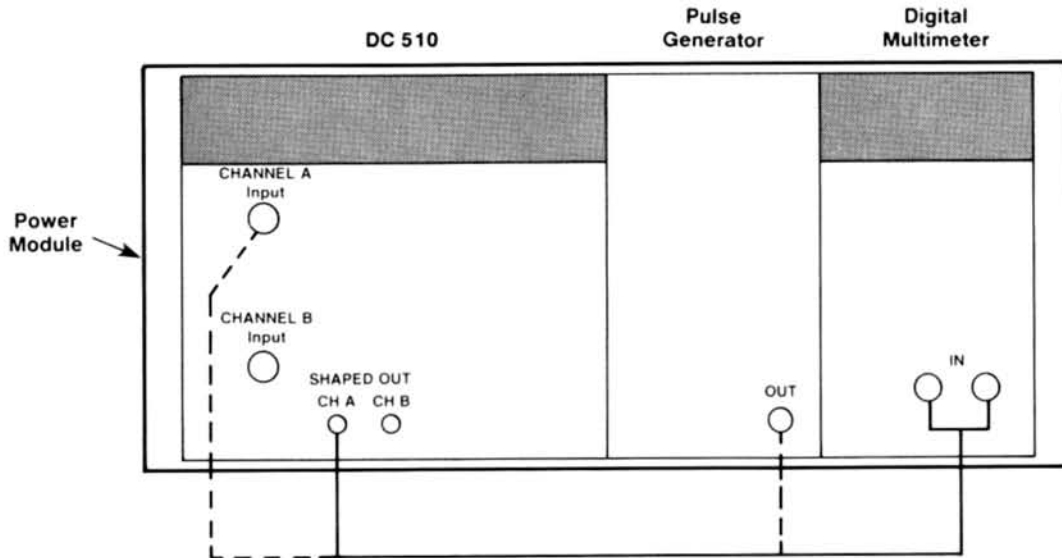 DC 510
Pulse
Generator
Digital
Multimeter
CHANNEL A
Input
Power
Module
CHANNEL B
Input
SHAPED OUT
CH A CH B
OUT
IN